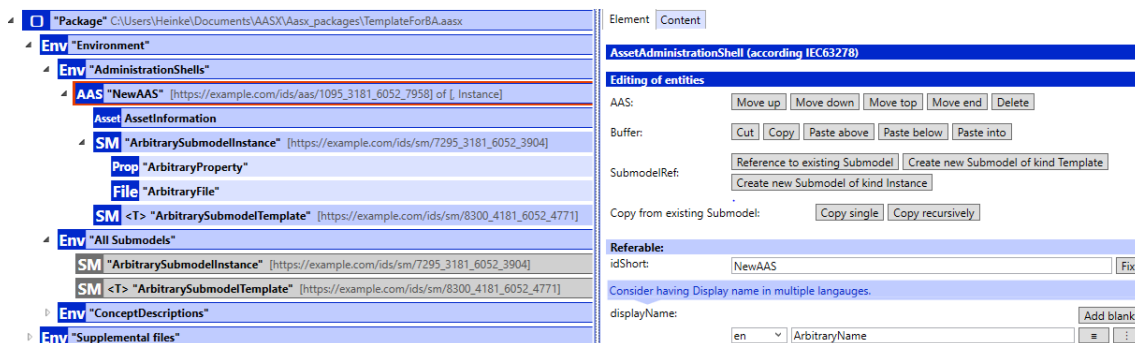 "Package" C:\Users\Heinke\Documents\AASX\Aasx_packages\TemplateForBA.aasx
Env "Environment"
Env "AdministrationShells"
AAS "NewAAS" [https://example.com/ids/aas/1095_3181_6052_7958] of [, Instance]
Asset AssetInformation
SM "ArbitrarySubmodelInstance" [https://example.com/ids/sm/7295_3181_6052_3904]
Prop "ArbitraryProperty"
File "ArbitraryFile"
SM <T> "ArbitrarySubmodelTemplate" [https://example.com/ids/sm/8300_4181_6052_4771]
Env "All Submodels"
SM "ArbitrarySubmodelInstance" [https://example.com/ids/sm/7295_3181_6052_3904]
SM <T> "ArbitrarySubmodelTemplate" [https://example.com/ids/sm/8300_4181_6052_4771]
Env "ConceptDescriptions"
Env "Supplemental files"
Element Content
AssetAdministrationShell (according IEC63278)
Editing of entities
AAS: Move up Move down Move top Move end Delete
Buffer: Cut Copy Paste above Paste below Paste into
SubmodelRef: Reference to existing Submodel Create new Submodel of kind Template
Create new Submodel of kind Instance
Copy from existing Submodel: Copy single Copy recursively
Referable:
idShort: NewAAS Fix
Consider having Display name in multiple langauges.
displayName: Add blank
en ArbitraryName